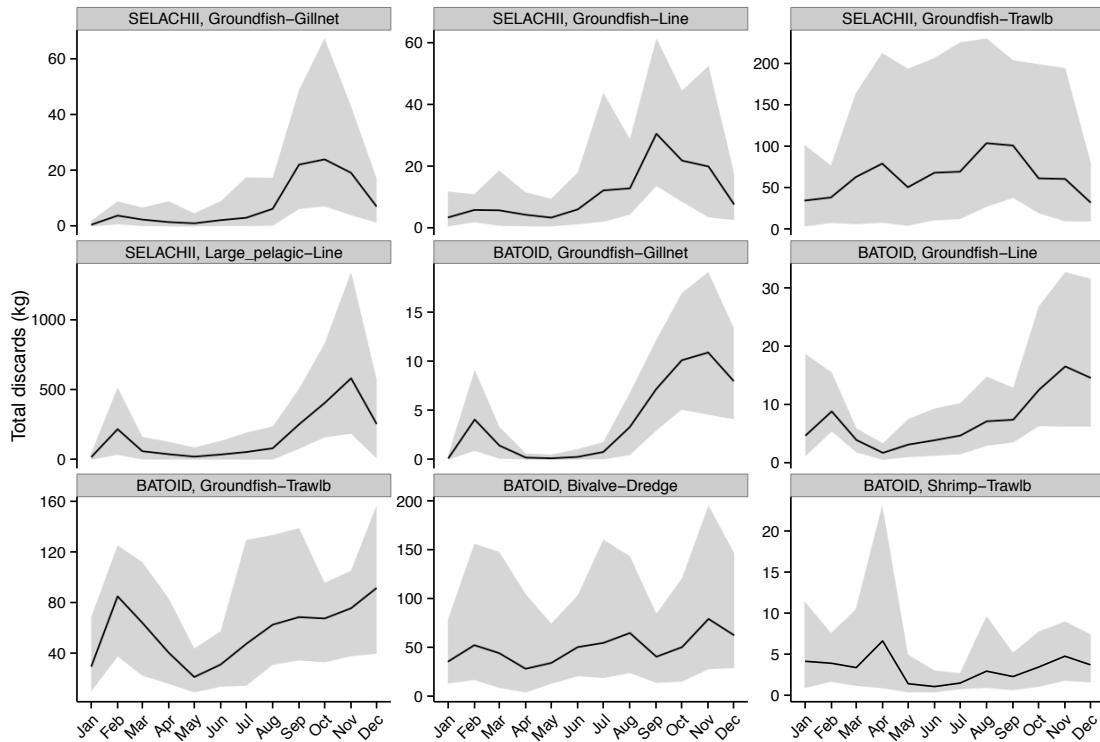 SELACHII, Groundfish−Gillnet
SELACHII, Groundfish−Line
SELACHII, Groundfish−Trawlb
60
40
20
0
60
40
20
0
200
150
100
50
0
SELACHII, Large_pelagic−Line
BATOID, Groundfish−Gillnet
BATOID, Groundfish−Line
Total discards (kg)
1000
500
0
15
10
5
0
30
20
10
0
BATOID, Groundfish−Trawlb
BATOID, Bivalve−Dredge
BATOID, Shrimp−Trawlb
160
120
80
40
200
150
100
50
0
20
15
10
5
0
Jan Feb Mar Apr May Jun Jul Aug Sep Oct Nov Dec
Jan Feb Mar Apr May Jun Jul Aug Sep Oct Nov Dec
Jan Feb Mar Apr May Jun Jul Aug Sep Oct Nov Dec